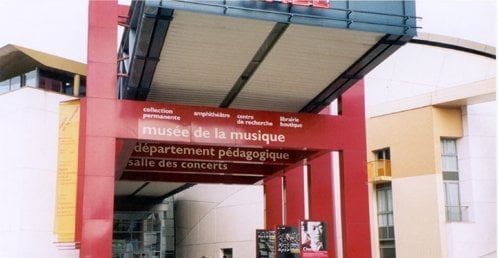 collection permanente
amphithéâtre
centre de recherche
librairie boutique
musée de la musique
département pédagogique
salle des concerts